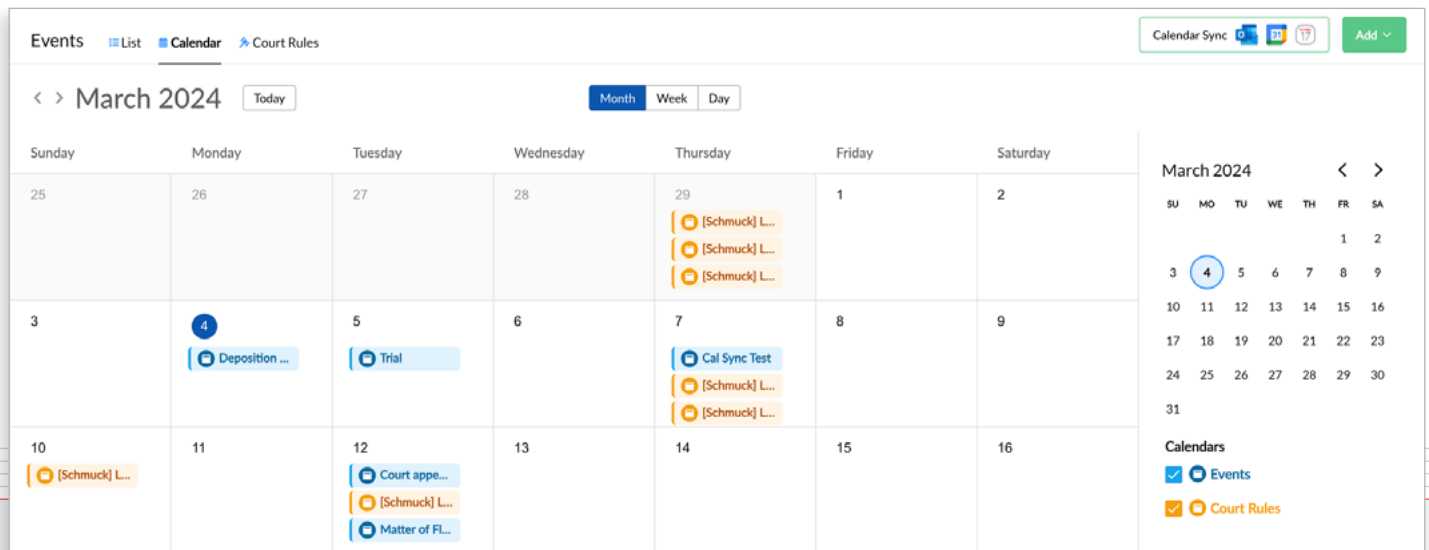 Events List Calendar Court Rules Calendar Sync 31 17 Add
March 2024 Today Month Week Day
Sunday Monday Tuesday Wednesday Thursday Friday Saturday
25 26 27 28 29 1 2
[Schmuck] L...
[Schmuck] L...
[Schmuck] L...
3 4 5 6 7 8 9
Deposition ... Trial Cal Sync Test
[Schmuck] L...
[Schmuck] L...
10 11 12 13 14 15 16
[Schmuck] L... Court appe...
[Schmuck] L...
Matter of Fl...
March 2024
SU MO TU WE TH FR SA
1 2
3 4 5 6 7 8 9
10 11 12 13 14 15 16
17 18 19 20 21 22 23
24 25 26 27 28 29 30
31
Calendars
Events
Court Rules